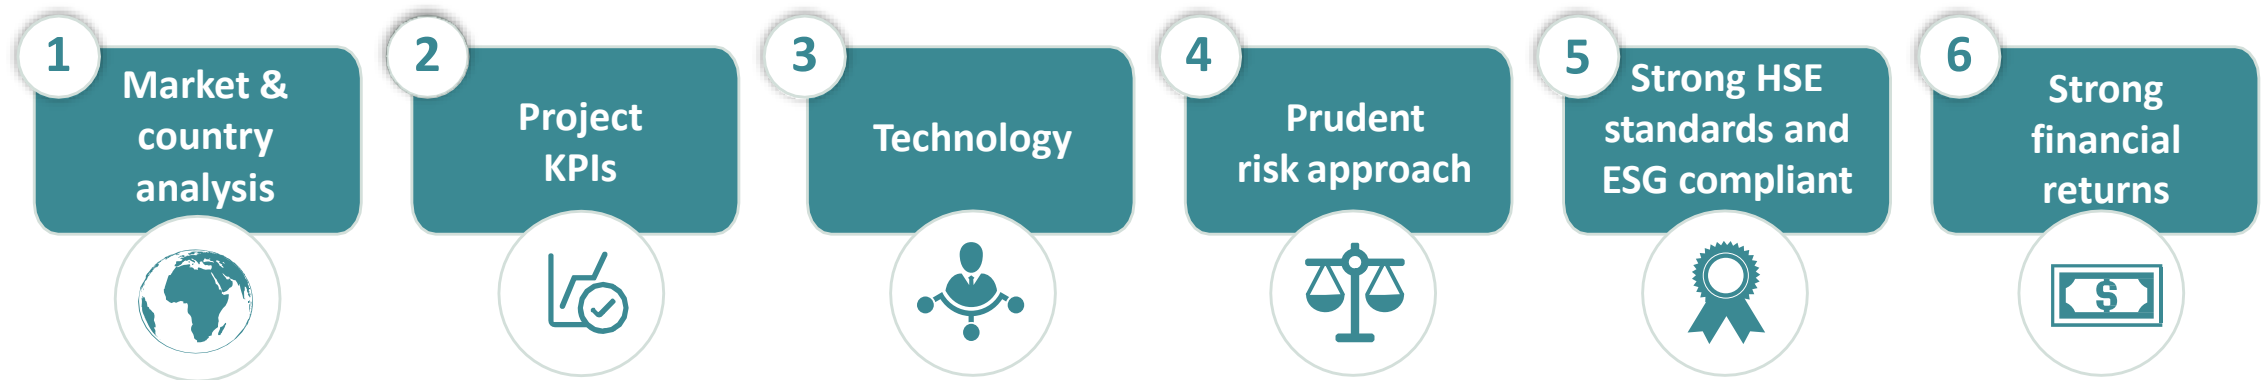 1
Market &
country
analysis
2
Project
KPIs
3
Technology
4
Prudent
risk approach
5
Strong HSE
standards and
ESG compliant
6
Strong
financial
returns
$